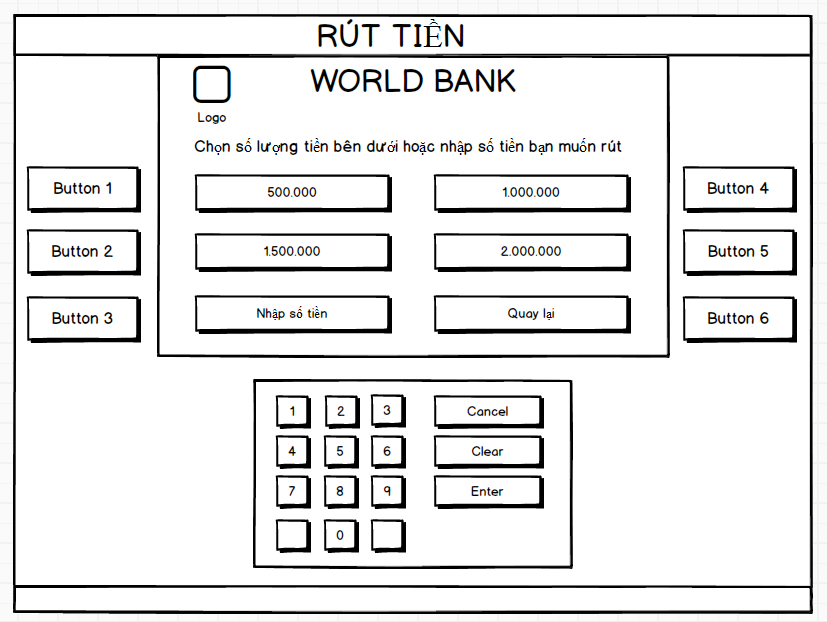 RÚT TIỀN
WORLD BANK
Logo
Chọn số lượng tiền bên dưới hoặc nhập số tiền bạn muốn rút
Button 1
500.000
1.000.000
Button 4
Button 2
1.500.000
2.000.000
Button 5
Button 3
Nhập số tiền
Quay lại
Button 6
1 2 3 Cancel
4 5 6 Clear
7 8 9 Enter
0